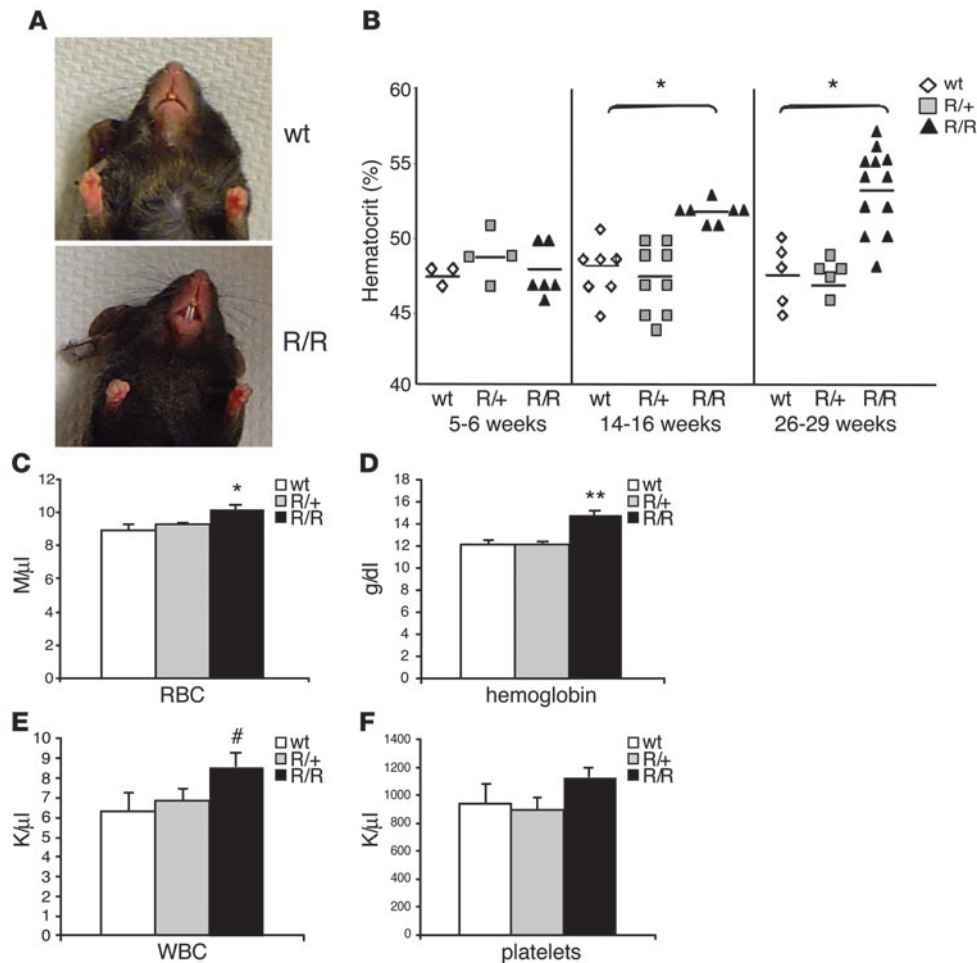 A
wt
R/R
B
Hematocrit (%)
60
55
50
45
40
*
*
wt
R/+
R/R
wt R/+ R/R wt R/+ R/R wt R/+ R/R
5-6 weeks 14-16 weeks 26-29 weeks
C
M/µl
12
10
8
6
4
2
0
*
wt
R/+
R/R
RBC
D
g/dl
18
16
14
12
10
8
6
4
2
0
**
wt
R/+
R/R
hemoglobin
E
K/µl
10
9
8
7
6
5
4
3
2
1
0
#
wt
R/+
R/R
WBC
F
K/µl
1400
1200
1000
800
600
400
200
0
wt
R/+
R/R
platelets